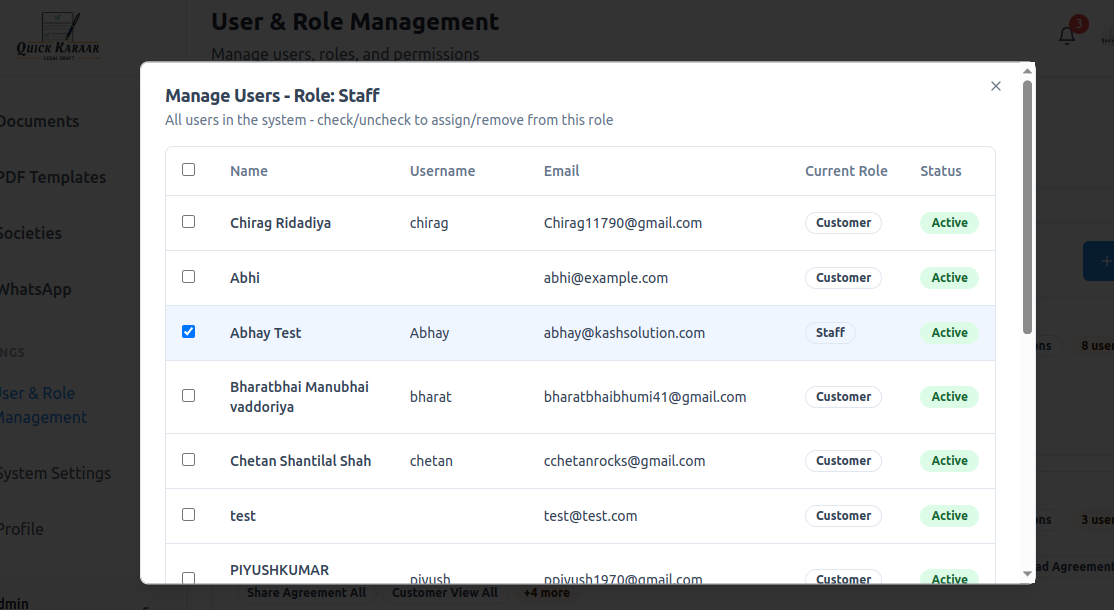 QUICK KARAAR
LEGAL DRAFT
User & Role Management
Manage users, roles, and permissions
3
Documents
PDF Templates
Societies
WhatsApp
NGS
User & Role
Management
System Settings
Profile
dmin
Manage Users - Role: Staff
All users in the system - check/uncheck to assign/remove from this role
Name Username Email Current Role Status
Chirag Ridadiya chirag Chirag11790@gmail.com Customer Active
Abhi abhi@example.com Customer Active
Abhay Test Abhay abhay@kashsolution.com Staff Active
Bharatbhai Manubhai
vaddoriya bharat bharatbhaibhumi41@gmail.com Customer Active
Chetan Shantilal Shah chetan cchetanrocks@gmail.com Customer Active
test test@test.com Customer Active
PIYUSHKUMAR
piyush ppiyush1970@gmail.com Customer Active
+
ns 8 user
ns 3 user
ad Agreement
Share Agreement All Customer View All +4 more